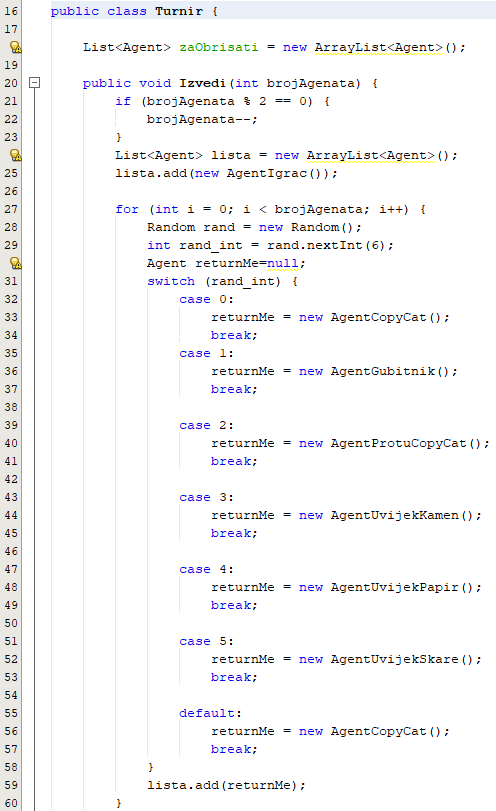 16 public class Turnir {
17
    List<Agent> zaObrisati = new ArrayList<Agent>();
19
20     public void Izvedi(int brojAgenata) {
21         if (brojAgenata % 2 == 0) {
22             brojAgenata--;
23         }
        List<Agent> lista = new ArrayList<Agent>();
25         lista.add(new AgentIgrac());
26
27         for (int i = 0; i < brojAgenata; i++) {
28             Random rand = new Random();
29             int rand_int = rand.nextInt(6);
            Agent returnMe=null;
31             switch (rand_int) {
32                 case 0:
33                     returnMe = new AgentCopyCat();
34                     break;
35                 case 1:
36                     returnMe = new AgentGubitnik();
37                     break;
38
39                 case 2:
40                     returnMe = new AgentProtuCopyCat();
41                     break;
42
43                 case 3:
44                     returnMe = new AgentUvijekKamen();
45                     break;
46
47                 case 4:
48                     returnMe = new AgentUvijekPapir();
49                     break;
50
51                 case 5:
52                     returnMe = new AgentUvijekSkare();
53                     break;
54
55                 default:
56                     returnMe = new AgentCopyCat();
57                     break;
58             }
59             lista.add(returnMe);
60         }